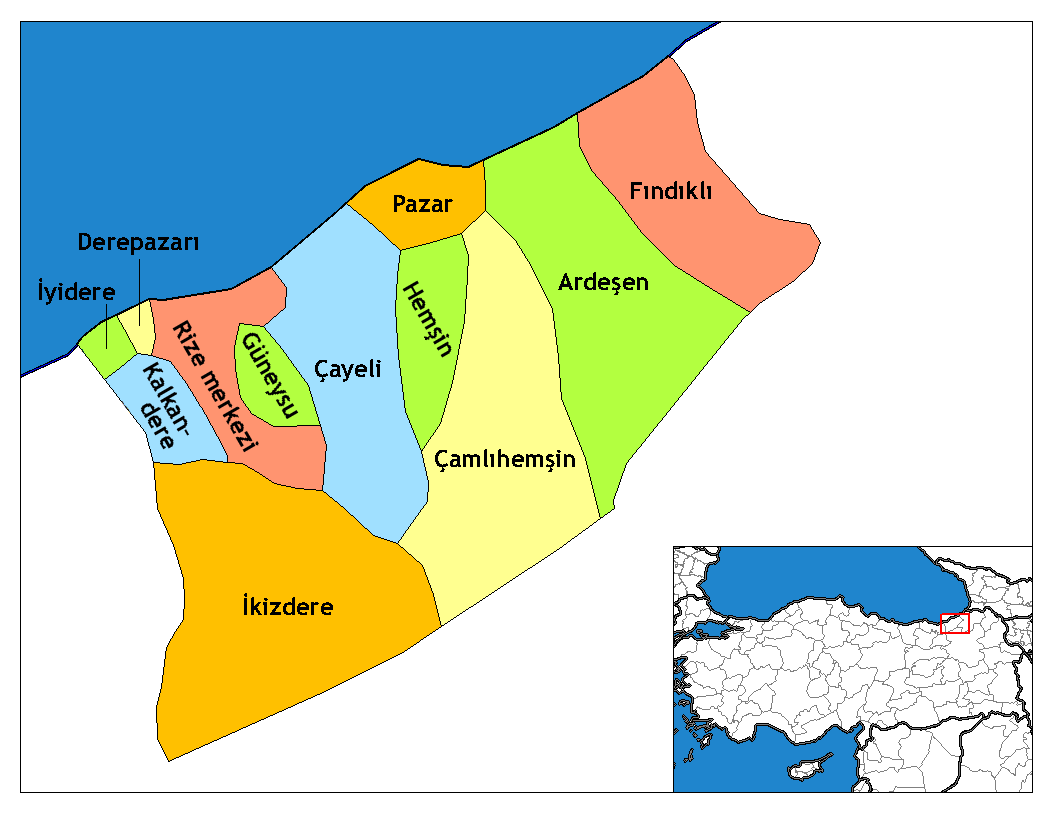 Fındıklı
Pazar
Derepazarı
Ardeşen
İyidere
Hemşin
Rize merkezi
Güneysu
Çayeli
Kalkan-
dere
Çamlıhemşin
İkizdere